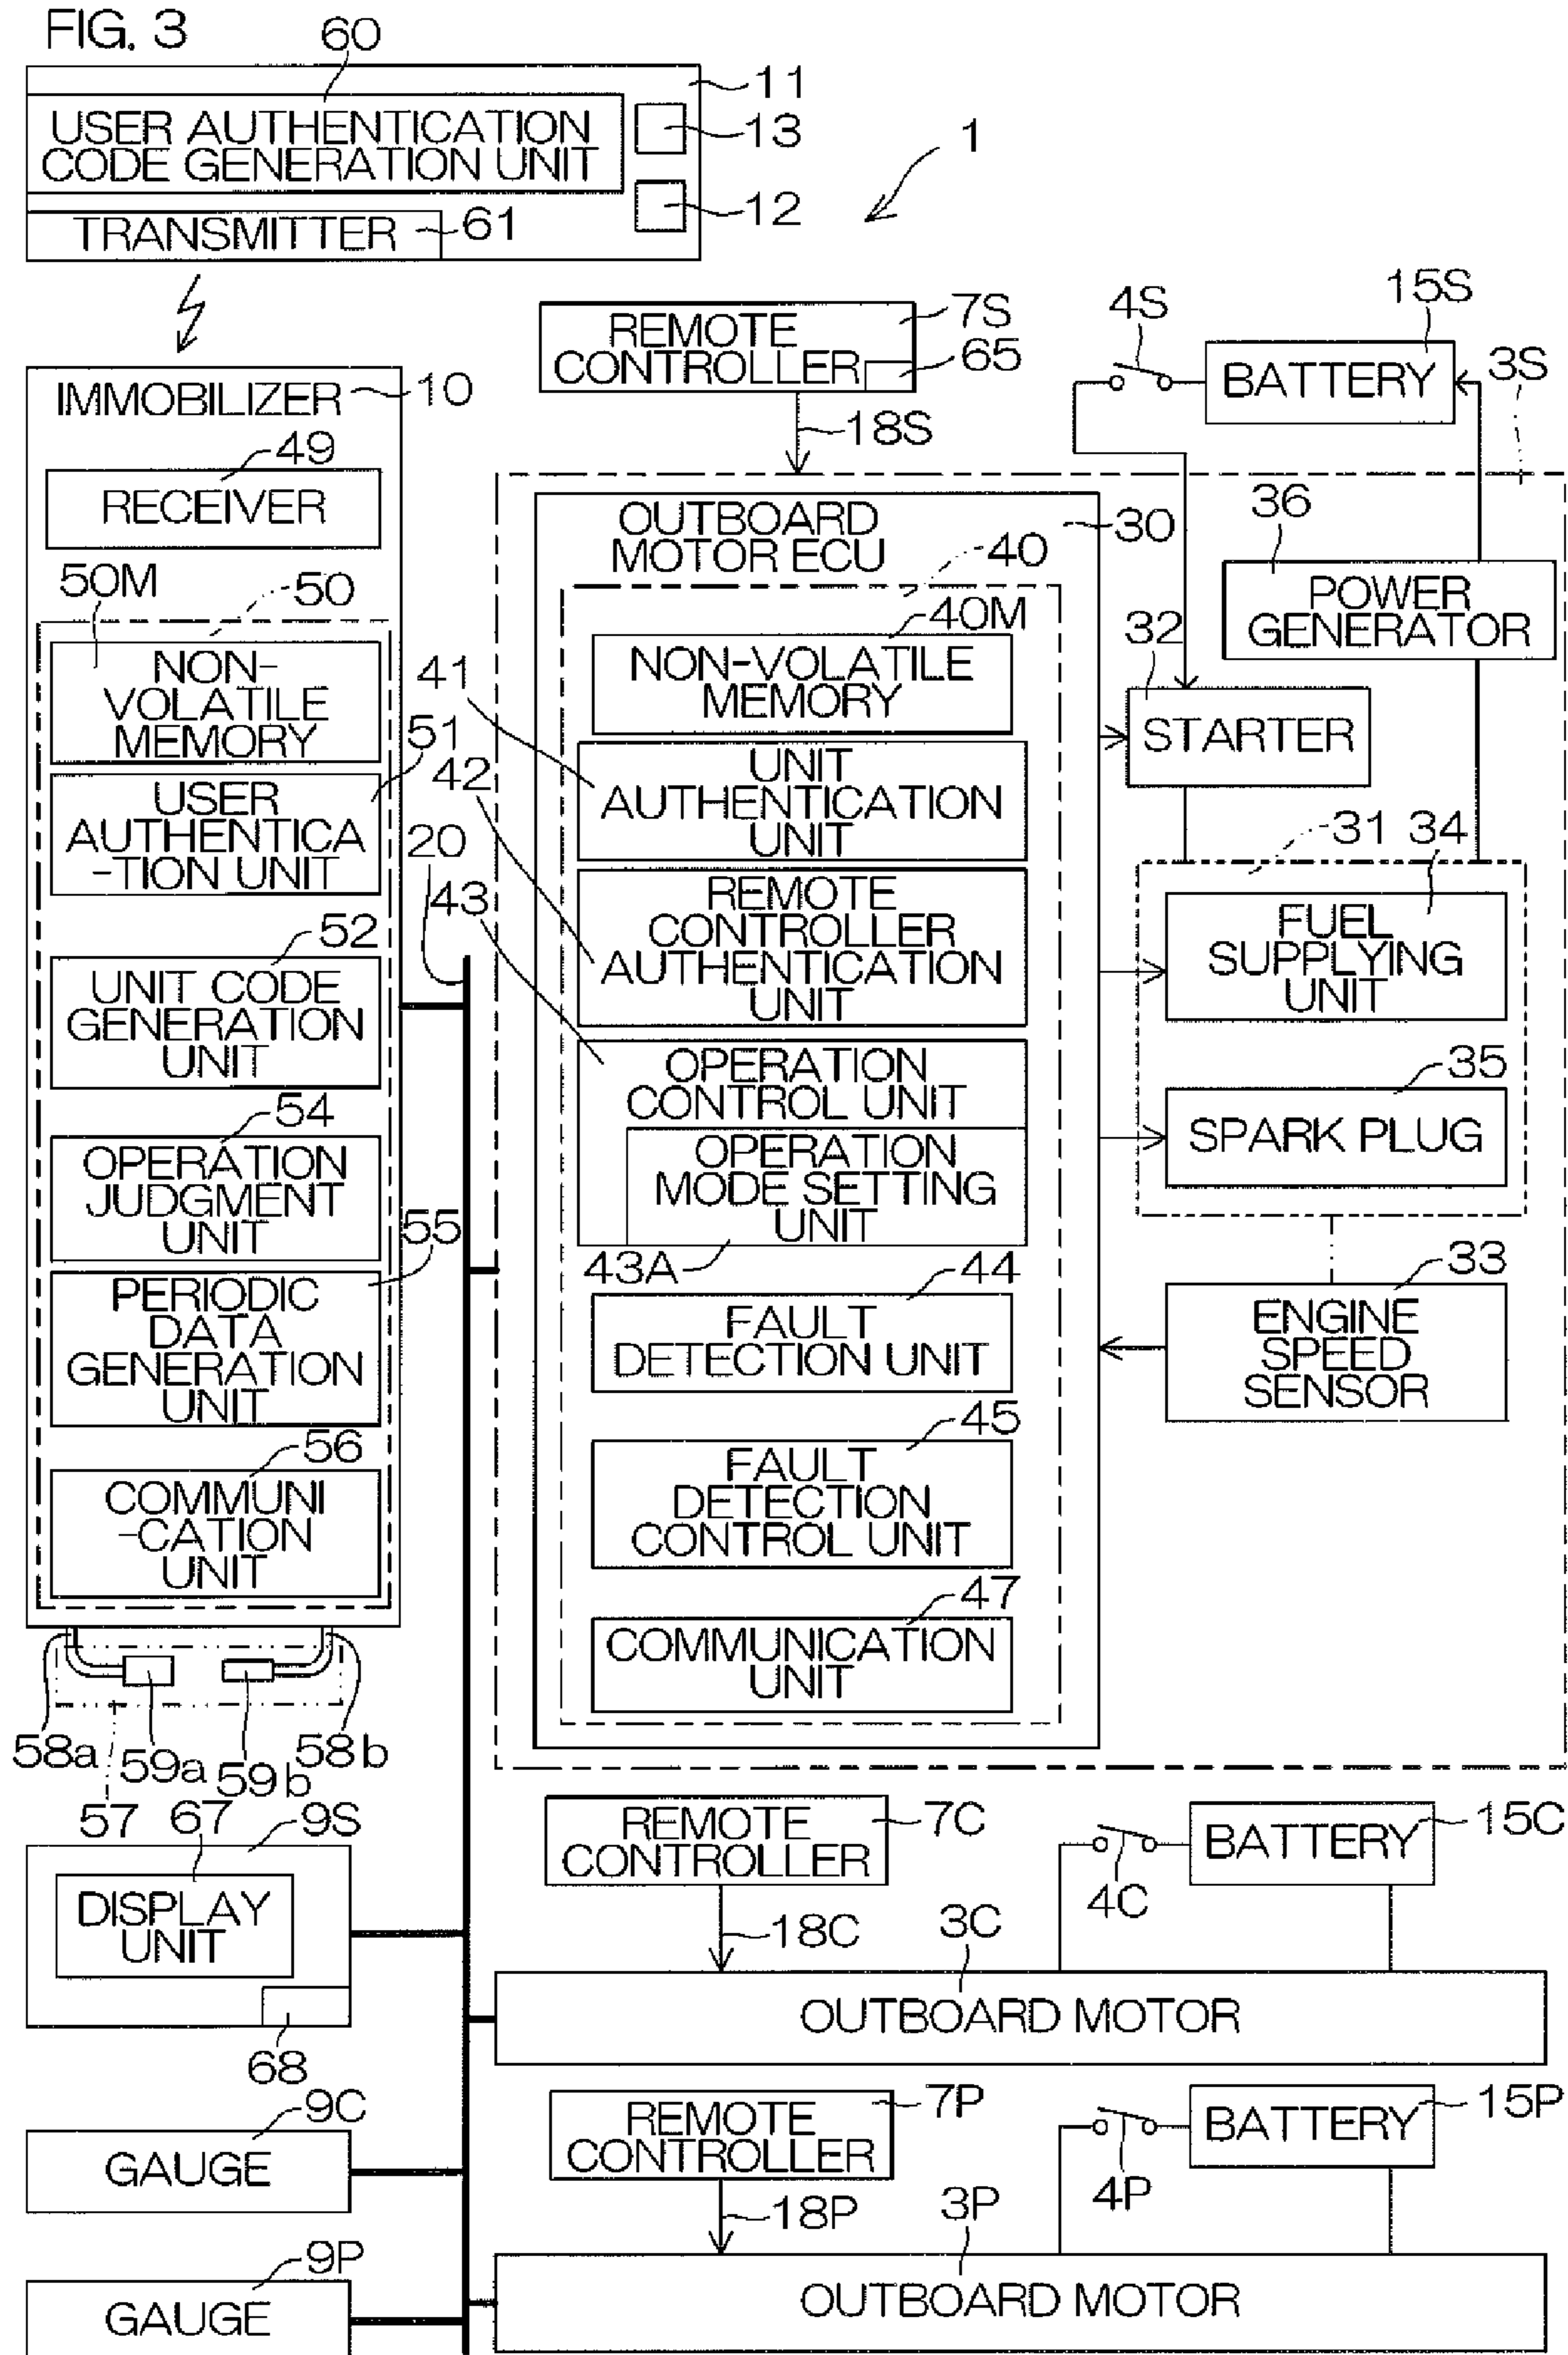 FIG. 3
60
11
USER AUTHENTICATION
CODE GENERATION UNIT
13
12
TRANSMITTER
61
1
REMOTE
CONTROLLER
7S
65
18S
4S
15S
BATTERY
3S
IMMOBILIZER
10
49
RECEIVER
50M
50
NON-
VOLATILE
MEMORY
51
USER
AUTHENTICA
-TION UNIT
52
UNIT CODE
GENERATION
UNIT
54
OPERATION
JUDGMENT
UNIT
55
PERIODIC
DATA
GENERATION
UNIT
56
COMMUNI
-CATION
UNIT
58a
59a
59b
58b
57
20
OUTBOARD
MOTOR ECU
30
40
40M
NON-VOLATILE
MEMORY
41
UNIT
AUTHENTICATION
UNIT
42
REMOTE
CONTROLLER
AUTHENTICATION
UNIT
43
OPERATION
CONTROL UNIT
OPERATION
MODE SETTING
UNIT
43A
44
FAULT
DETECTION UNIT
45
FAULT
DETECTION
CONTROL UNIT
47
COMMUNICATION
UNIT
36
POWER
GENERATOR
32
STARTER
31
34
FUEL
SUPPLYING
UNIT
35
SPARK PLUG
33
ENGINE
SPEED
SENSOR
67
9S
DISPLAY
UNIT
68
9C
GAUGE
9P
GAUGE
REMOTE
CONTROLLER
7C
18C
3C
4C
BATTERY
15C
OUTBOARD MOTOR
REMOTE
CONTROLLER
7P
18P
3P
4P
BATTERY
15P
OUTBOARD MOTOR